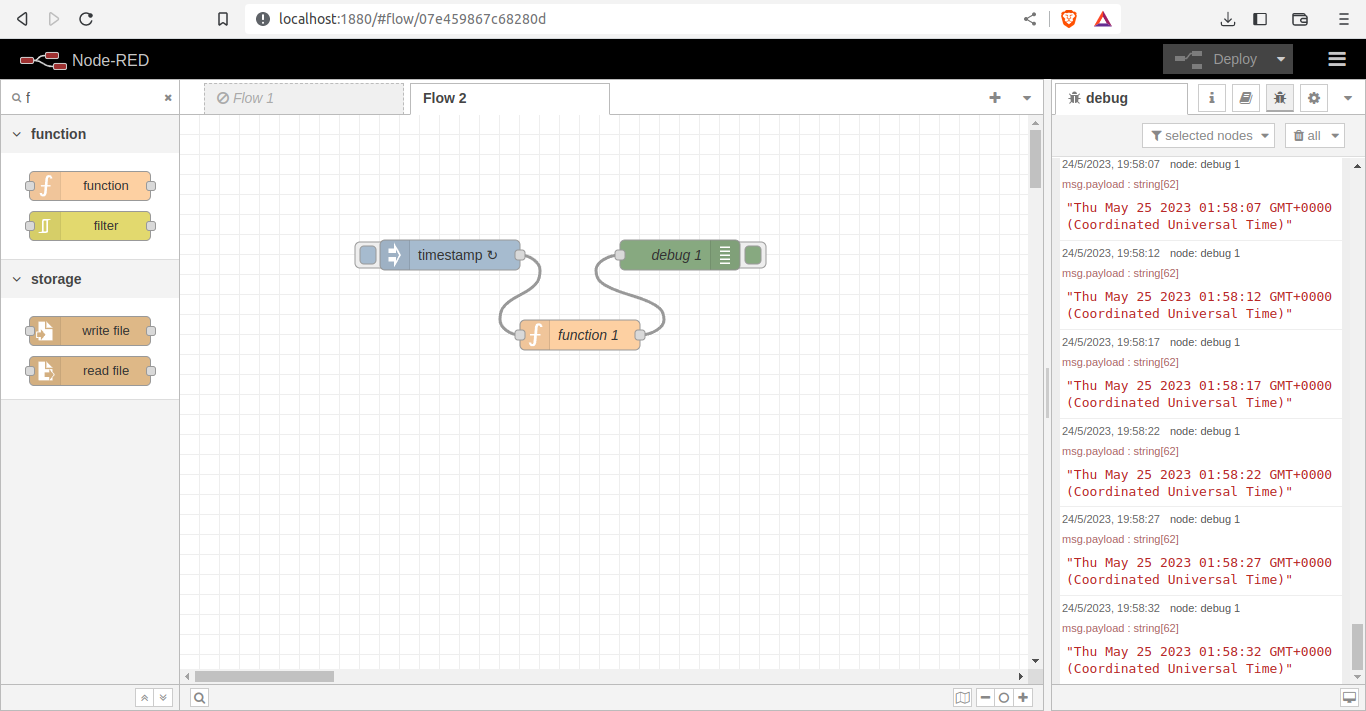 localhost:1880/#flow/07e459867c68280d
Node-RED
Deploy
f
Flow 1
Flow 2
debug
i
function
function
filter
storage
write file
read file
timestamp ↻
debug 1
function 1
selected nodes
all
24/5/2023, 19:58:07 node: debug 1
msg.payload : string[62]
"Thu May 25 2023 01:58:07 GMT+0000
(Coordinated Universal Time)"
24/5/2023, 19:58:12 node: debug 1
msg.payload : string[62]
"Thu May 25 2023 01:58:12 GMT+0000
(Coordinated Universal Time)"
24/5/2023, 19:58:17 node: debug 1
msg.payload : string[62]
"Thu May 25 2023 01:58:17 GMT+0000
(Coordinated Universal Time)"
24/5/2023, 19:58:22 node: debug 1
msg.payload : string[62]
"Thu May 25 2023 01:58:22 GMT+0000
(Coordinated Universal Time)"
24/5/2023, 19:58:27 node: debug 1
msg.payload : string[62]
"Thu May 25 2023 01:58:27 GMT+0000
(Coordinated Universal Time)"
24/5/2023, 19:58:32 node: debug 1
msg.payload : string[62]
"Thu May 25 2023 01:58:32 GMT+0000
(Coordinated Universal Time)"